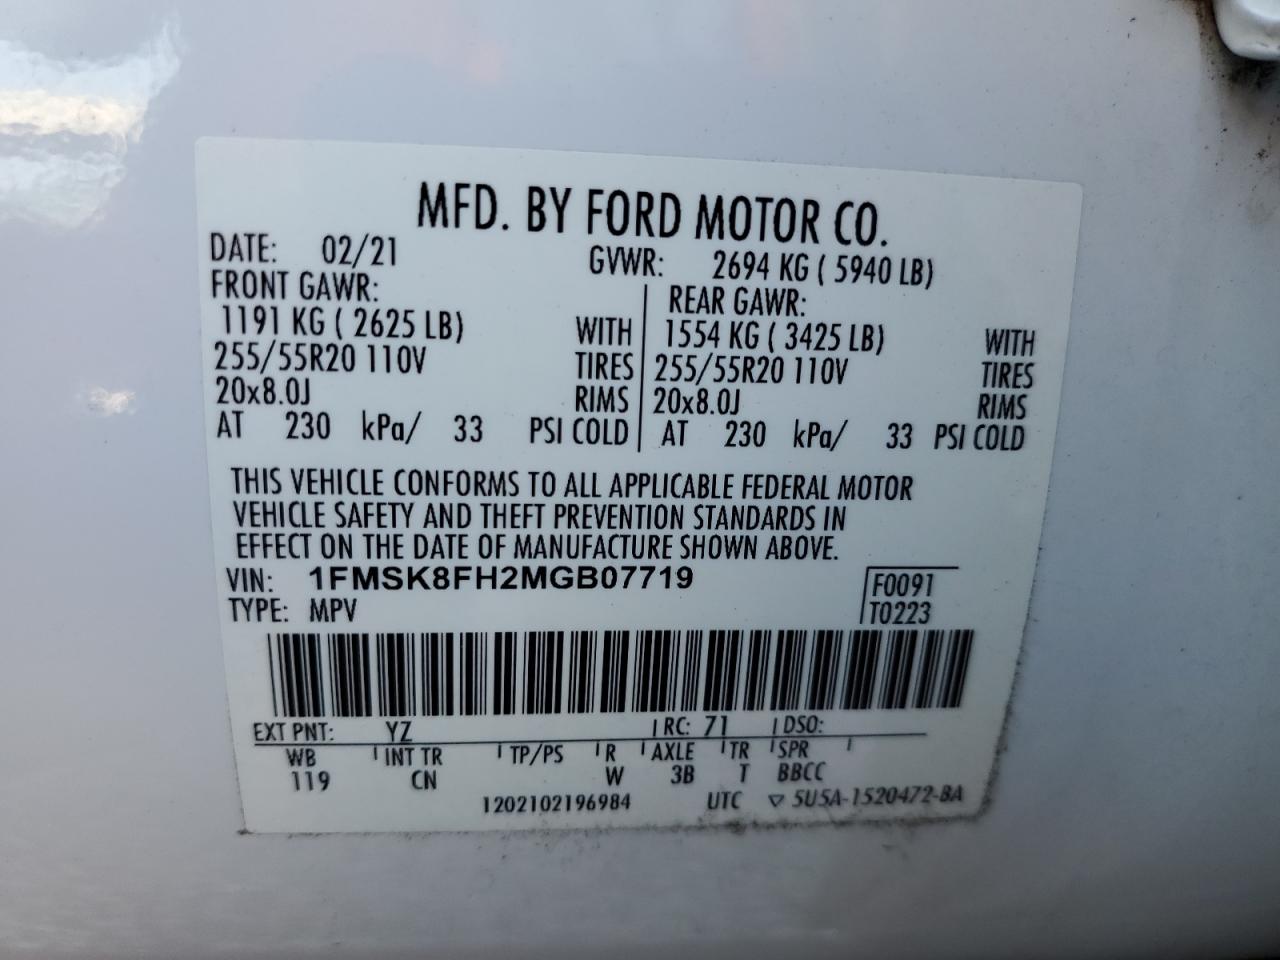 MFD. BY FORD MOTOR CO.
DATE: 02/21 GVWR: 2694 KG ( 5940 LB)
FRONT GAWR: REAR GAWR:
1191 KG ( 2625 LB) WITH 1554 KG ( 3425 LB) WITH
255/55R20 110V TIRES 255/55R20 110V TIRES
20x8.0J RIMS 20x8.0J RIMS
AT 230 kPa/ 33 PSI COLD AT 230 kPa/ 33 PSI COLD
THIS VEHICLE CONFORMS TO ALL APPLICABLE FEDERAL MOTOR
VEHICLE SAFETY AND THEFT PREVENTION STANDARDS IN
EFFECT ON THE DATE OF MANUFACTURE SHOWN ABOVE.
VIN: 1FMSK8FH2MGB07719 F0091
TYPE: MPV T0223
EXT PNT: YZ RC: 71 DSO:
WB INT TR TP/PS R AXLE TR SPR
119 CN W 3B T BBCC
1202102196984 UTC ▽ 5U5A-1520472-BA